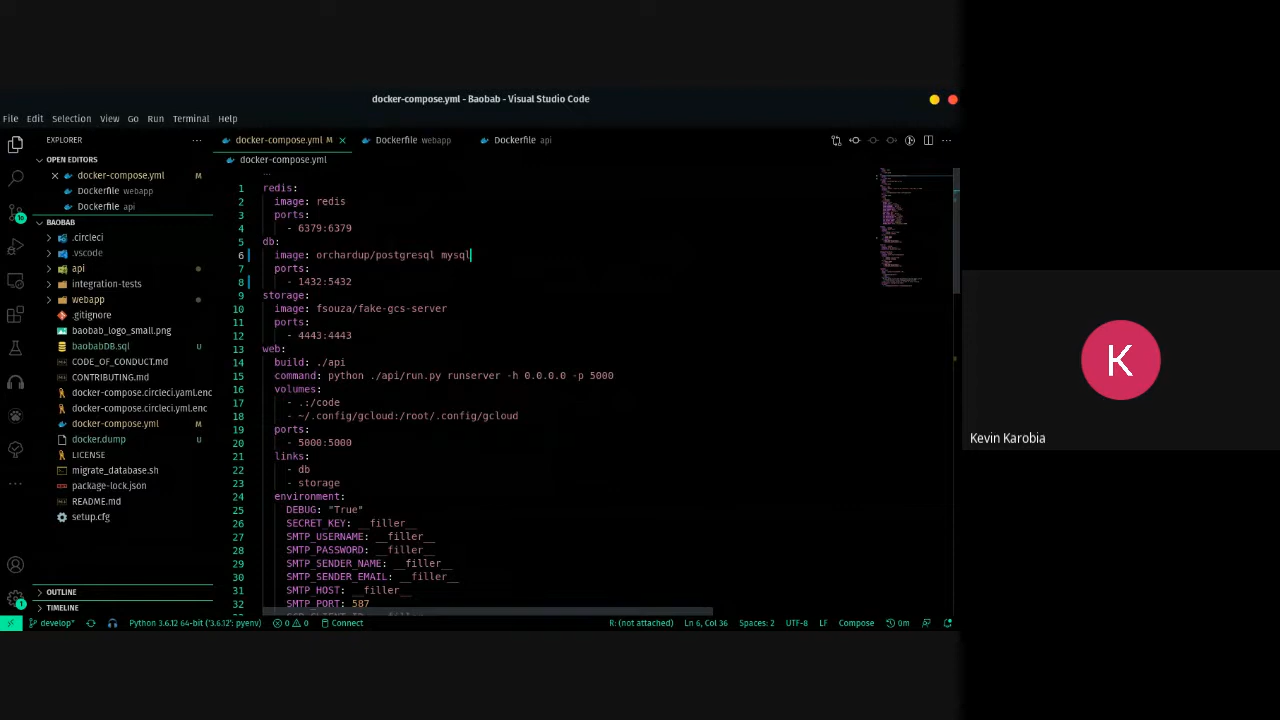 docker-compose.yml - Baobab - Visual Studio Code
File Edit Selection View Go Run Terminal Help
EXPLORER
OPEN EDITORS
docker-compose.yml M
Dockerfile webapp
Dockerfile api
BAOBAB
.circleci
.vscode
api
integration-tests
webapp
.gitignore
baobab_logo_small.png
baobabDB.sql U
CODE_OF_CONDUCT.md
CONTRIBUTING.md
docker-compose.circleci.yaml.enc
docker-compose.circleci.yml.enc
docker-compose.yml M
docker.dump U
LICENSE
migrate_database.sh
package-lock.json
README.md
setup.cfg
OUTLINE
TIMELINE
docker-compose.yml M Dockerfile webapp Dockerfile api
docker-compose.yml
1 redis:
2 image: redis
3 ports:
4 - 6379:6379
5 db:
6 image: orchardup/postgresql mysql
7 ports:
8 - 1432:5432
9 storage:
10 image: fsouza/fake-gcs-server
11 ports:
12 - 4443:4443
13 web:
14 build: ./api
15 command: python ./api/run.py runserver -h 0.0.0.0 -p 5000
16 volumes:
17 - .:/code
18 - ~/.config/gcloud:/root/.config/gcloud
19 ports:
20 - 5000:5000
21 links:
22 - db
23 - storage
24 environment:
25 DEBUG: "True"
26 SECRET_KEY: __filler__
27 SMTP_USERNAME: __filler__
28 SMTP_PASSWORD: __filler__
29 SMTP_SENDER_NAME: __filler__
30 SMTP_SENDER_EMAIL: __filler__
31 SMTP_HOST: __filler__
32 SMTP_PORT: 587
develop* Python 3.6.12 64-bit ('3.6.12': pyenv) 0 0 Connect R: (not attached) Ln 6, Col 36 Spaces: 2 UTF-8 LF Compose 0m
K
Kevin Karobia